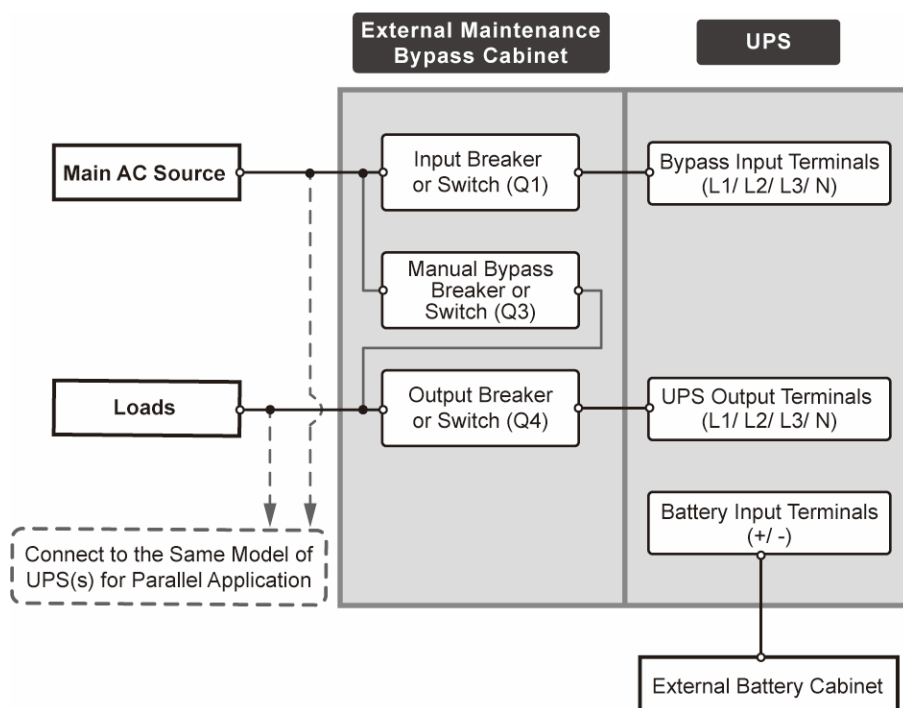 External Maintenance
Bypass Cabinet
UPS
Main AC Source
Input Breaker
or Switch (Q1)
Bypass Input Terminals
(L1/ L2/ L3/ N)
Manual Bypass
Breaker or
Switch (Q3)
Loads
Output Breaker
or Switch (Q4)
UPS Output Terminals
(L1/ L2/ L3/ N)
Battery Input Terminals
(+/ -)
Connect to the Same Model of
UPS(s) for Parallel Application
External Battery Cabinet